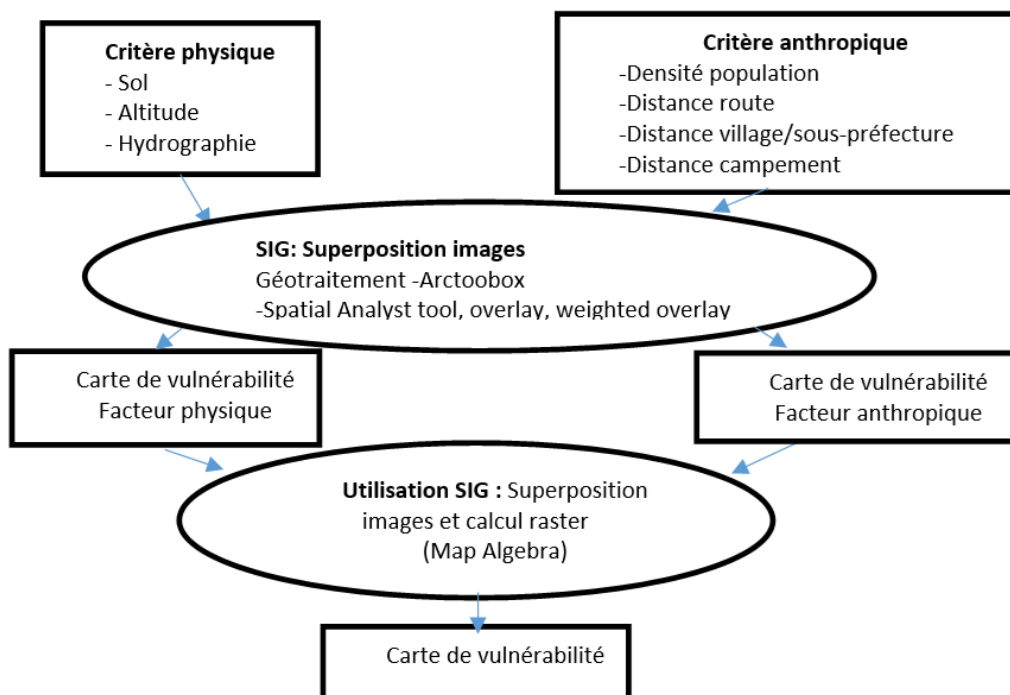 Critère physique
- Sol
- Altitude
- Hydrographie
Critère anthropique
-Densité population
-Distance route
-Distance village/sous-préfecture
-Distance campement
SIG: Superposition images
Géotraitement -Arctoobox
-Spatial Analyst tool, overlay, weighted overlay
Carte de vulnérabilité
Facteur physique
Carte de vulnérabilité
Facteur anthropique
Utilisation SIG : Superposition
images et calcul raster
(Map Algebra)
Carte de vulnérabilité